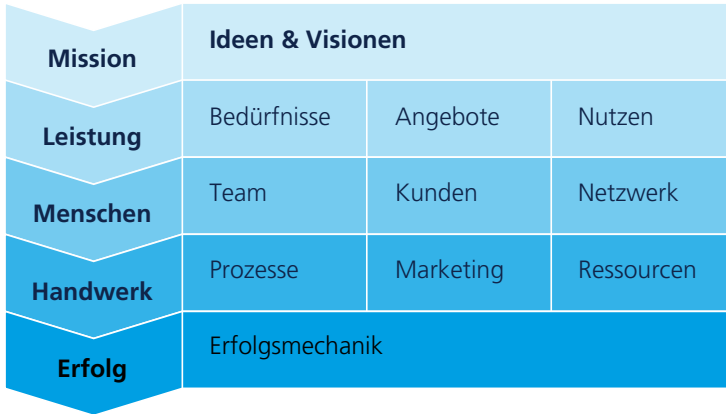 Mission
Ideen & Visionen
Leistung
Bedürfnisse
Angebote
Nutzen
Menschen
Team
Kunden
Netzwerk
Handwerk
Prozesse
Marketing
Ressourcen
Erfolg
Erfolgsmechanik